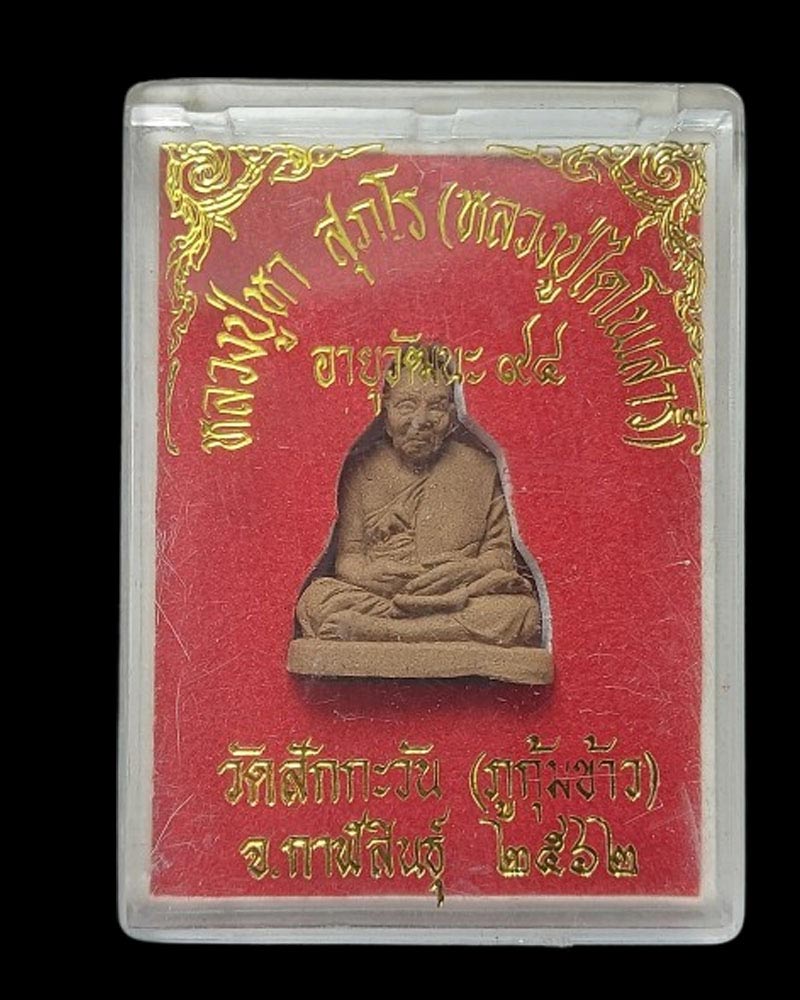 หลวงปู่หา สุภโร (หลวงปู่ไดโนเสาร์)
อายุวัฒนะ ๙๔
วัดสักกะวัน (ภูกุ้มข้าว)
จ.กาฬสินธุ์ ๒๕๖๒